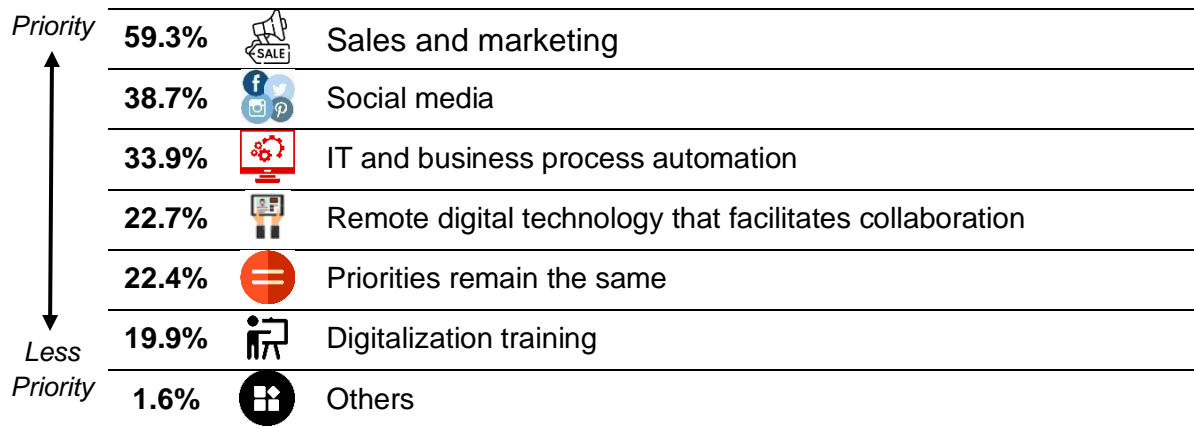 Priority
59.3% SALE Sales and marketing
38.7% Social media
33.9% IT and business process automation
22.7% Remote digital technology that facilitates collaboration
22.4% Priorities remain the same
19.9% Digitalization training
Less
Priority
1.6% Others